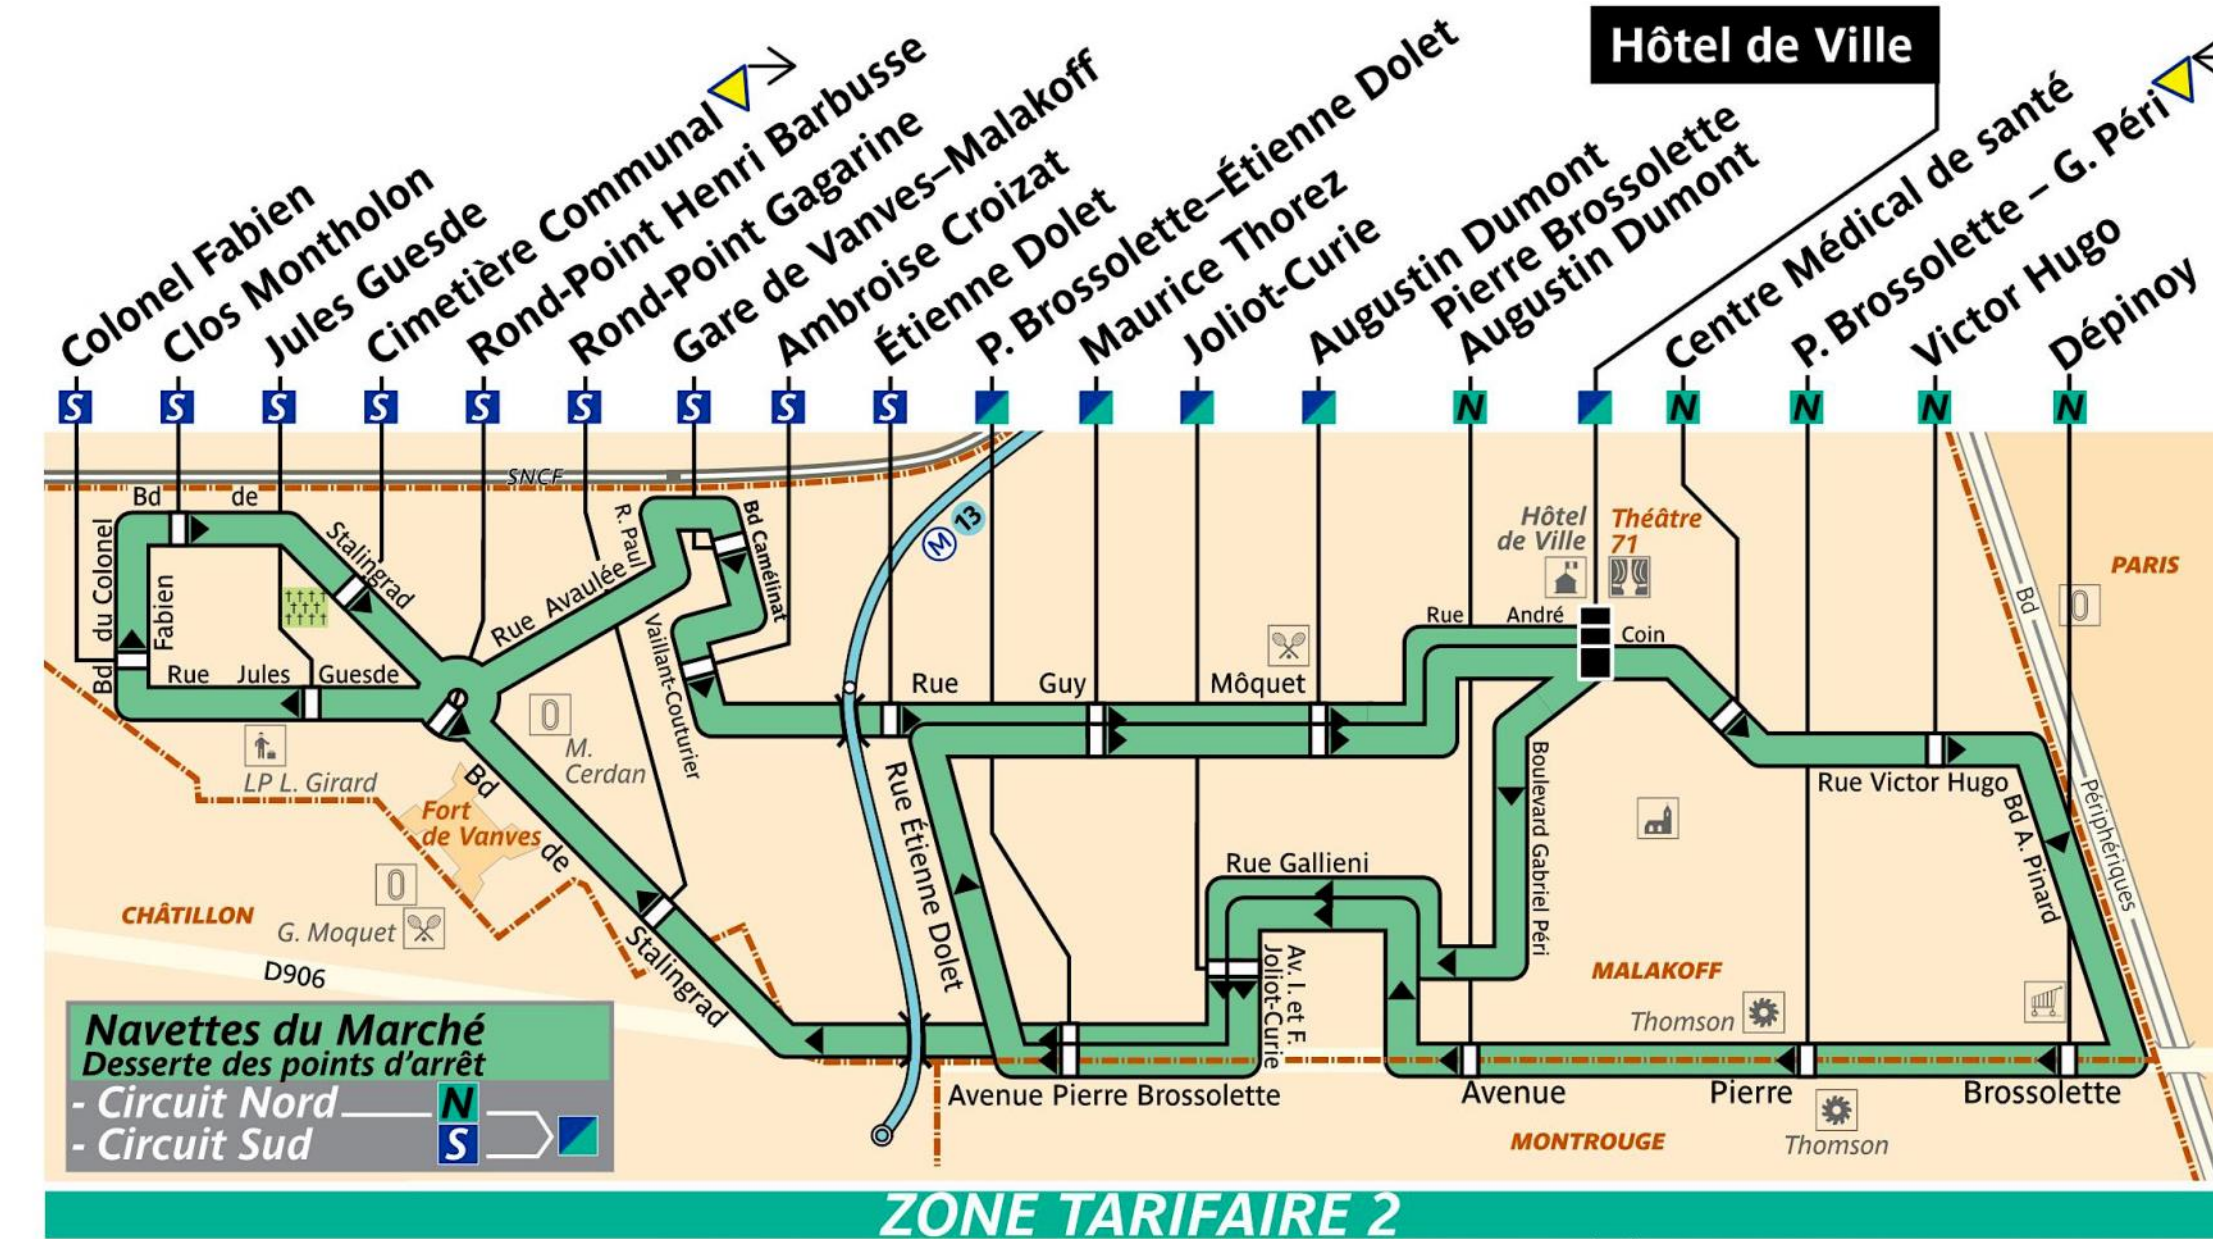 Hôtel de Ville
Colonel Fabien
Clos Montholon
Jules Guesde
Cimetière Communal
Rond-Point Henri Barbusse
Rond-Point Gagarine
Gare de Vanves–Malakoff
Ambroise Croizat
Étienne Dolet
P. Brossolette–Étienne Dolet
Maurice Thorez
Joliot-Curie
Augustin Dumont
Pierre Brossolette
Augustin Dumont
Centre Médical de santé
P. Brossolette – G. Péri
Victor Hugo
Dépinoy
S
S
S
S
S
S
S
S
S
N
N
N
N
N
SNCF
Bd de
Stalingrad
Bd du Colonel
Fabien
Rue Jules Guesde
Rue Avaulée
R. Paul
Vaillant-Couturier
Bd Camélinat
M 13
Rue Guy Môquet
Hôtel
de Ville
Théâtre
71
Rue André
Coin
PARIS
Bd
Périphériques
LP L. Girard
M.
Cerdan
Fort
de Vanves
Bd de
Stalingrad
CHÂTILLON
G. Moquet
D906
Rue Étienne Dolet
Rue Gallieni
Boulevard Gabriel Péri
Av. I. et F.
Joliot-Curie
Rue Victor Hugo
Bd A. Pinard
MALAKOFF
Thomson
Avenue Pierre Brossolette
Avenue Pierre Brossolette
MONTROUGE
Thomson
Navettes du Marché
Desserte des points d'arrêt
- Circuit Nord N
- Circuit Sud S
ZONE TARIFAIRE 2